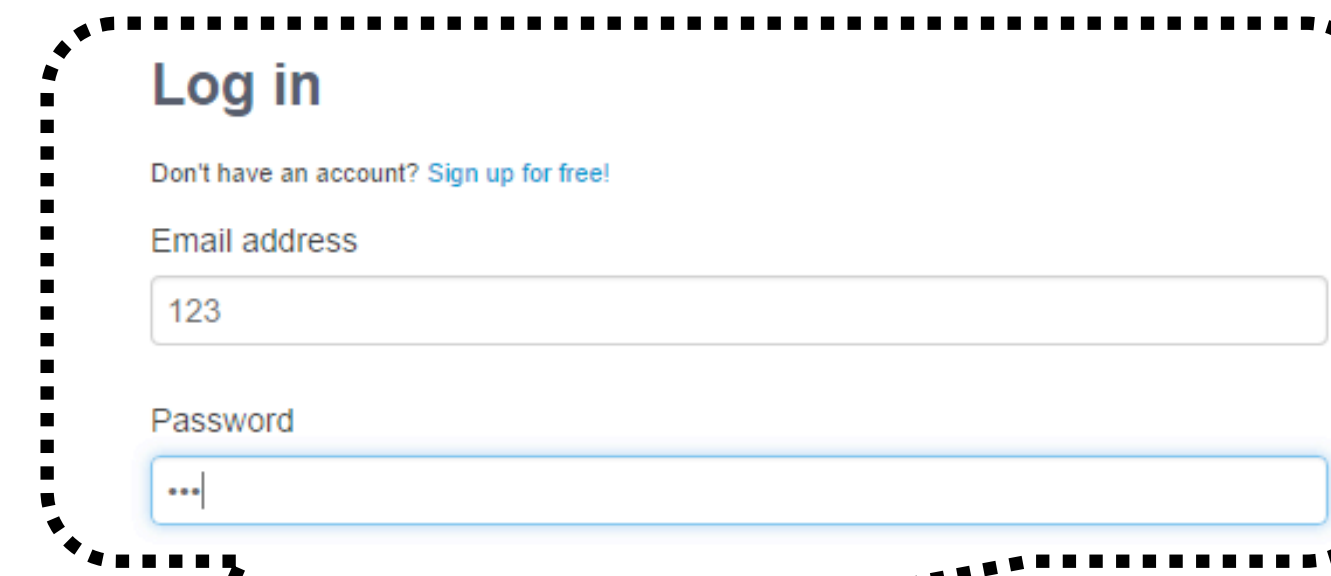 Log in
Don't have an account? Sign up for free!
Email address
123
Password
•••